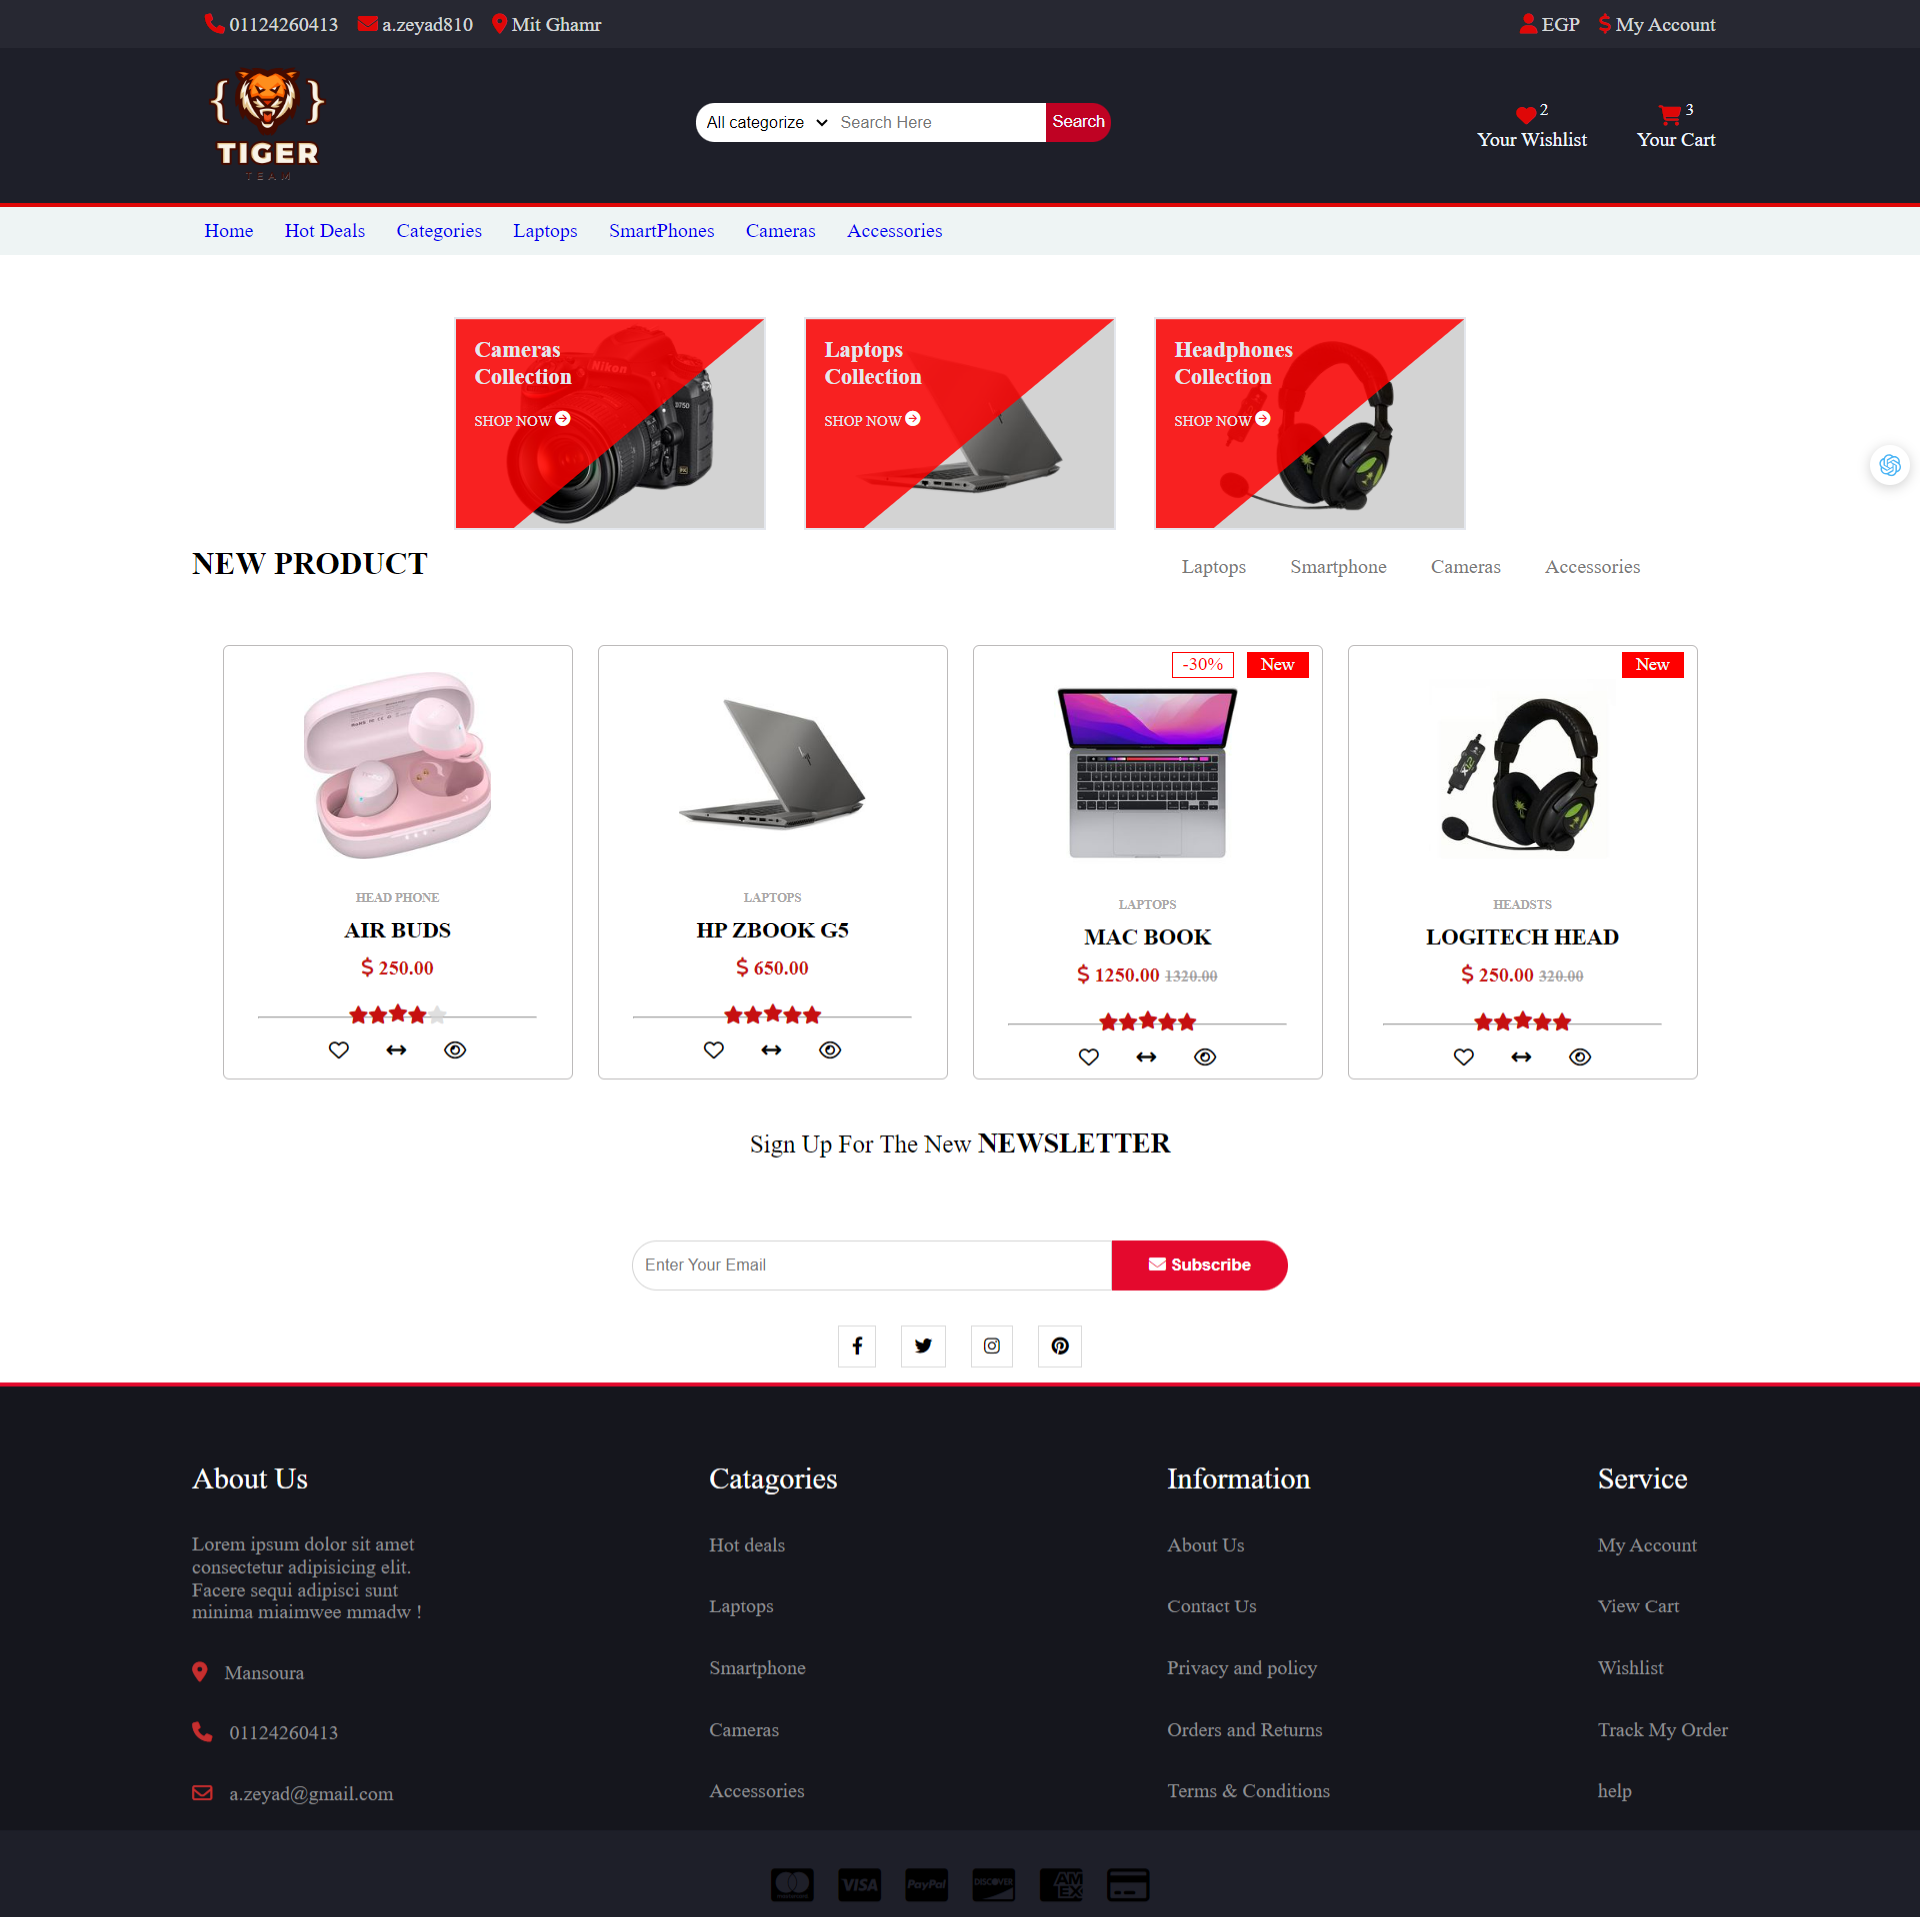 01124260413 a.zeyad810 Mit Ghamr EGP My Account
{ }
TIGER
TEAM
All categorize Search Here Search
2
Your Wishlist
3
Your Cart
Home Hot Deals Categories Laptops SmartPhones Cameras Accessories
Cameras
Collection
SHOP NOW
Nikon
D750
FX
Laptops
Collection
SHOP NOW
Headphones
Collection
SHOP NOW
NEW PRODUCT
Laptops Smartphone Cameras Accessories
HEAD PHONE
AIR BUDS
$ 250.00
LAPTOPS
HP ZBOOK G5
$ 650.00
-30% New
LAPTOPS
MAC BOOK
$ 1250.00 1320.00
New
X12
HEADSTS
LOGITECH HEAD
$ 250.00 320.00
Sign Up For The New NEWSLETTER
Enter Your Email Subscribe
About Us
Lorem ipsum dolor sit amet
consectetur adipisicing elit.
Facere sequi adipisci sunt
minima miaimwee mmadw !
Mansoura
01124260413
a.zeyad@gmail.com
Catagories
Hot deals
Laptops
Smartphone
Cameras
Accessories
Information
About Us
Contact Us
Privacy and policy
Orders and Returns
Terms & Conditions
Service
My Account
View Cart
Wishlist
Track My Order
help
VISA PayPal DISCOVER AM
EX